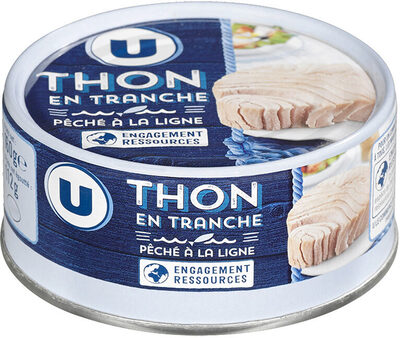 U
THON
EN TRANCHE
PÊCHÉ À LA LIGNE
ENGAGEMENT
RESSOURCES
U
THON
EN TRANCHE
PÊCHÉ À LA LIGNE
ENGAGEMENT
RESSOURCES